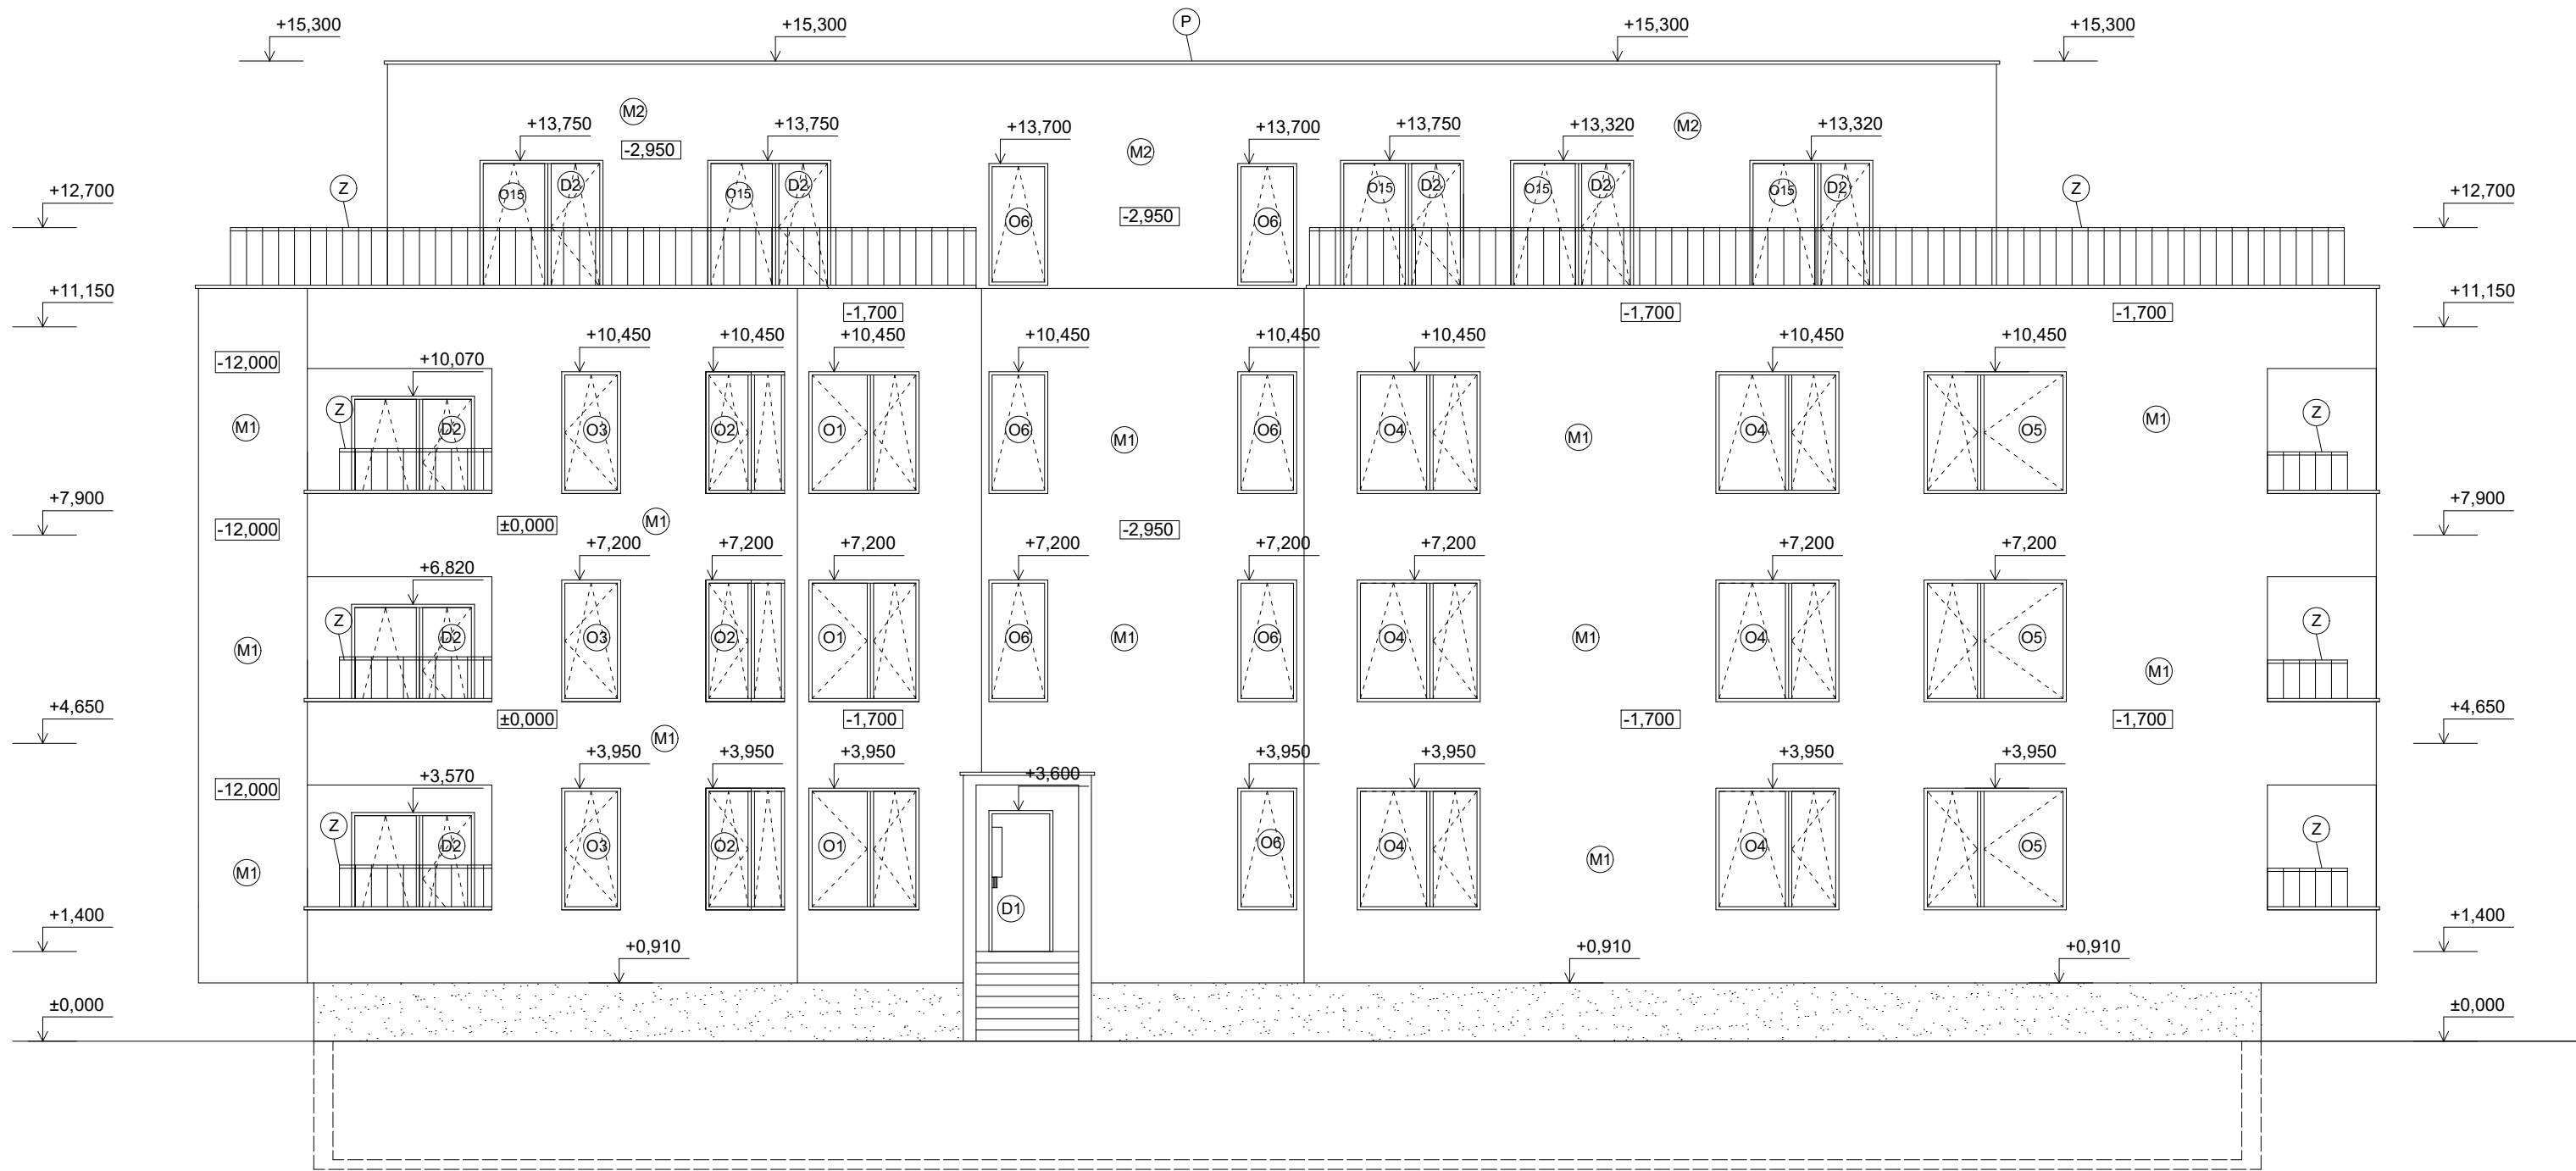 P
+15,300 +15,300 +15,300 +15,300
M2 M2
+13,750 +13,750 +13,700 +13,700 +13,750 +13,320 +13,320
-2,950 M2
+12,700 Z O15 D2 O15 D2 O15 D2 O15 D2 O15 D2 Z +12,700
O6 -2,950 O6
+11,150 -1,700 -1,700 -1,700 +11,150
+10,450 +10,450 +10,450 +10,450 +10,450 +10,450 +10,450 +10,450
-12,000 +10,070
M1 Z D2 O3 O2 O1 O6 M1 O6 O4 M1 O4 O5 M1 Z
+7,900 +7,900
-12,000 ±0,000 M1 -2,950
+7,200 +7,200 +7,200 +7,200 +7,200 +7,200 +7,200 +7,200
+6,820
M1 Z D2 O3 O2 O1 O6 M1 O6 O4 M1 O4 O5 M1 Z
+4,650 ±0,000 M1 -1,700 -1,700 -1,700 +4,650
+3,950 +3,950 +3,950 +3,950 +3,950 +3,950 +3,950
-12,000 +3,570 +3,600
M1 Z D2 O3 O2 O1 O6 O4 M1 O4 O5 Z
+1,400 D1 +1,400
+0,910 +0,910 +0,910
±0,000 ±0,000